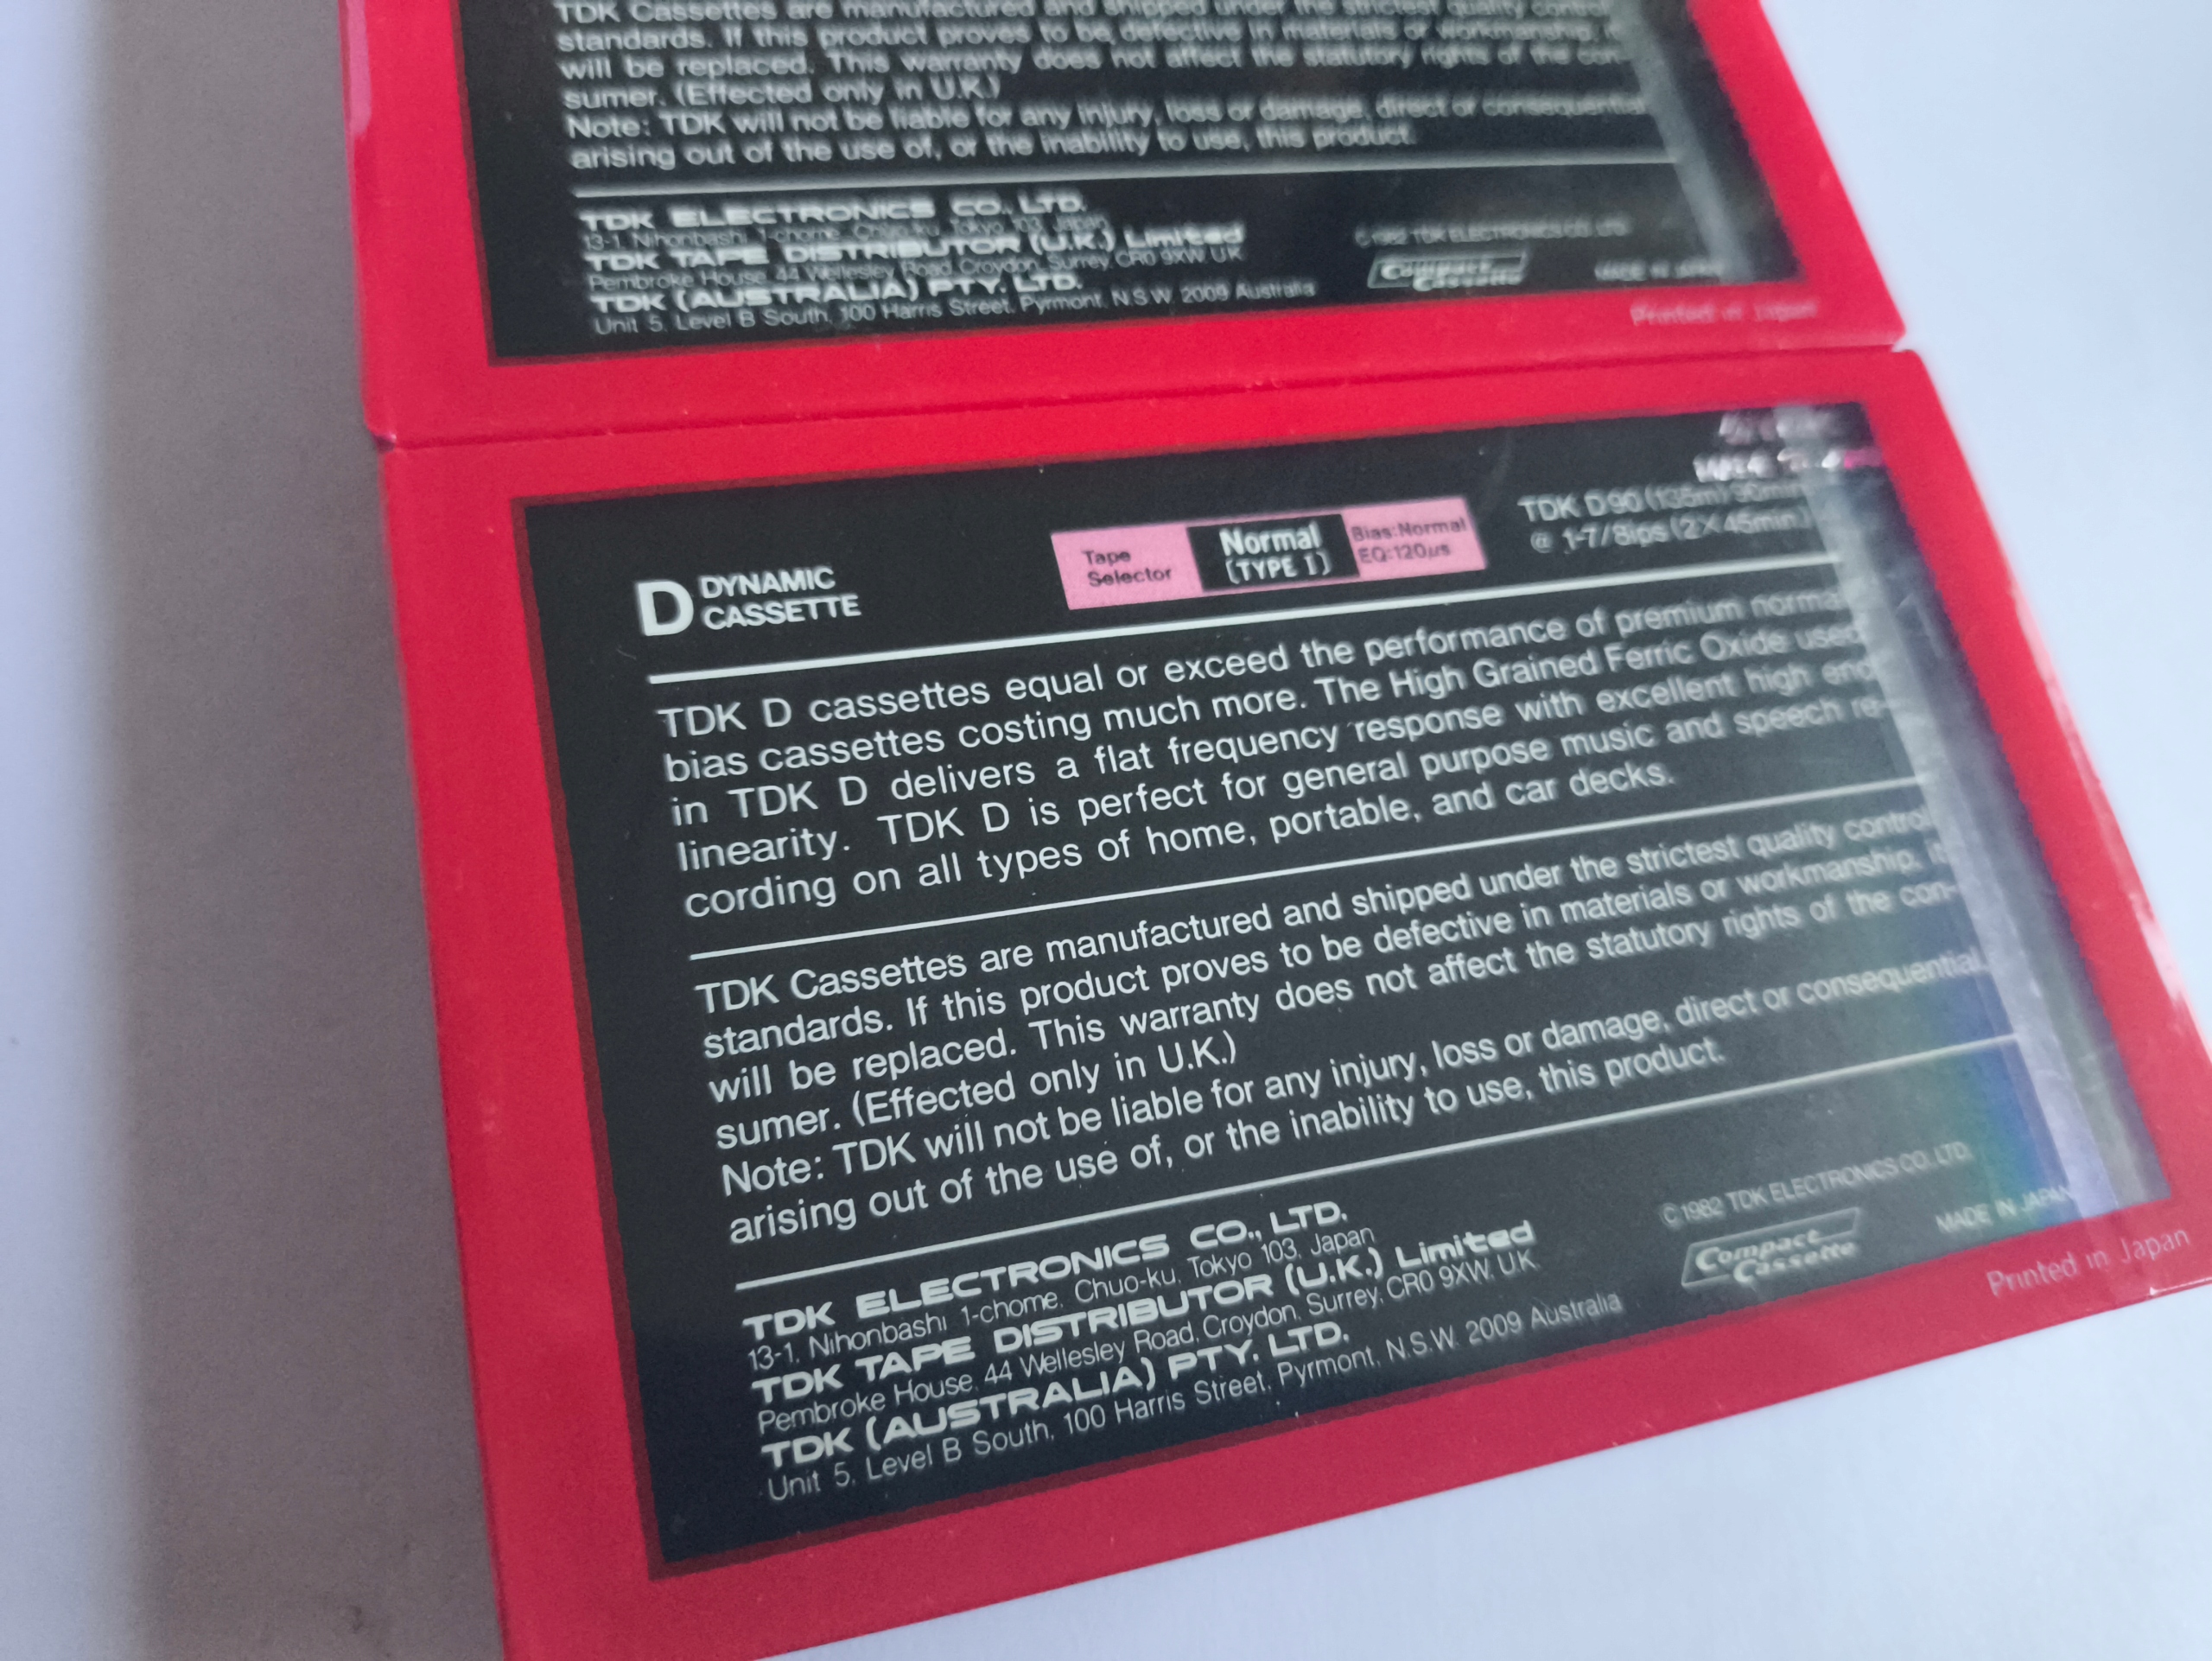 TDK Cassettes are manufactured and shipped under the strictest quality control
standards. If this product proves to be defective in materials or workmanship, it
will be replaced. This warranty does not affect the statutory rights of the con-
sumer. (Effected only in U.K.)
Note: TDK will not be liable for any injury, loss or damage, direct or consequential
arising out of the use of, or the inability to use, this product.
TDK ELECTRONICS CO., LTD.
13-1, Nihonbashi 1-chome, Chuo-ku, Tokyo 103, Japan
TDK TAPE DISTRIBUTOR (U.K.) Limited
Pembroke House, 44 Wellesley Road, Croydon, Surrey, CR0 9XW. UK
TDK (AUSTRALIA) PTY. LTD.
Unit 5, Level B South, 100 Harris Street, Pyrmont, N.S.W. 2009 Australia
©1982 TDK ELECTRONICS CO. LTD.
Compact
Cassette
MADE IN JAPAN
Printed in Japan
D DYNAMIC
CASSETTE
Tape
Selector
Normal
(TYPE I)
Bias:Normal
EQ:120μs
TDK D90 (135m) 90min.
@ 1-7/8ips (2×45min.)
TDK D cassettes equal or exceed the performance of premium normal
bias cassettes costing much more. The High Grained Ferric Oxide used
in TDK D delivers a flat frequency response with excellent high end
linearity. TDK D is perfect for general purpose music and speech re-
cording on all types of home, portable, and car decks.
TDK Cassettes are manufactured and shipped under the strictest quality control
standards. If this product proves to be defective in materials or workmanship, it
will be replaced. This warranty does not affect the statutory rights of the con-
sumer. (Effected only in U.K.)
Note: TDK will not be liable for any injury, loss or damage, direct or consequential,
arising out of the use of, or the inability to use, this product.
TDK ELECTRONICS CO., LTD.
13-1, Nihonbashi 1-chome, Chuo-ku, Tokyo 103, Japan
TDK TAPE DISTRIBUTOR (U.K.) Limited
Pembroke House, 44 Wellesley Road, Croydon, Surrey, CR0 9XW. UK
TDK (AUSTRALIA) PTY. LTD.
Unit 5, Level B South, 100 Harris Street, Pyrmont, N.S.W. 2009 Australia
©1982 TDK ELECTRONICS CO. LTD.
Compact
Cassette
MADE IN JAPAN
Printed in Japan